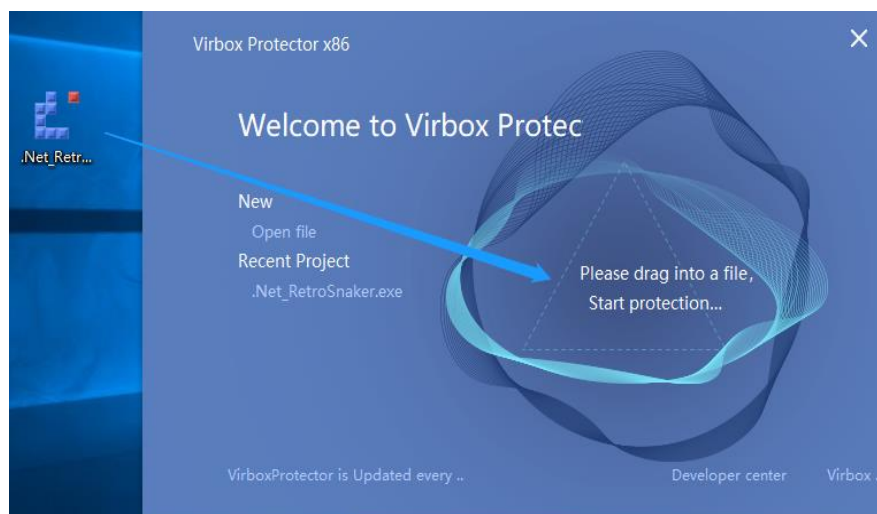 Virbox Protector x86
Welcome to Virbox Protec
.Net_Retr...
New
Open file
Recent Project
.Net_RetroSnaker.exe
Please drag into a file,
Start protection...
VirboxProtector is Updated every ..
Developer center
Virbox .